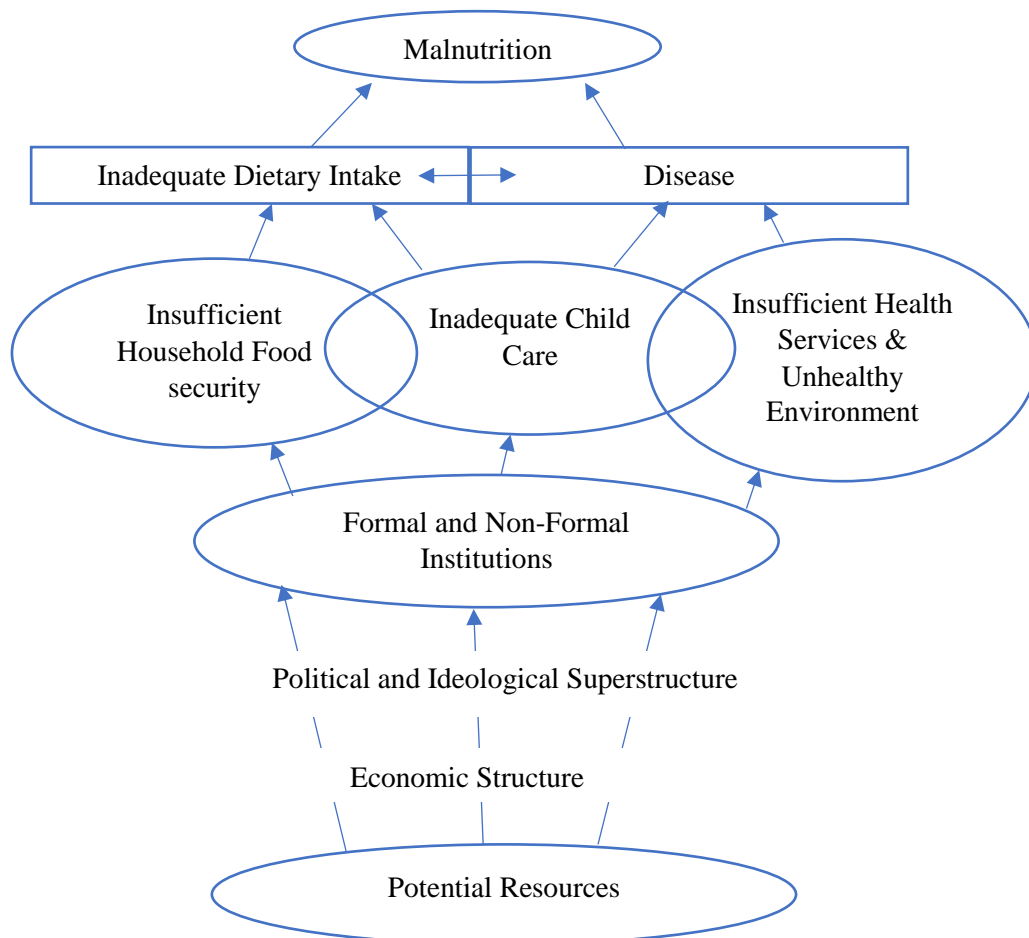 Malnutrition
Inadequate Dietary Intake
Disease
Insufficient
Household Food
security
Inadequate Child
Care
Insufficient Health
Services &
Unhealthy
Environment
Formal and Non-Formal
Institutions
Political and Ideological Superstructure
Economic Structure
Potential Resources